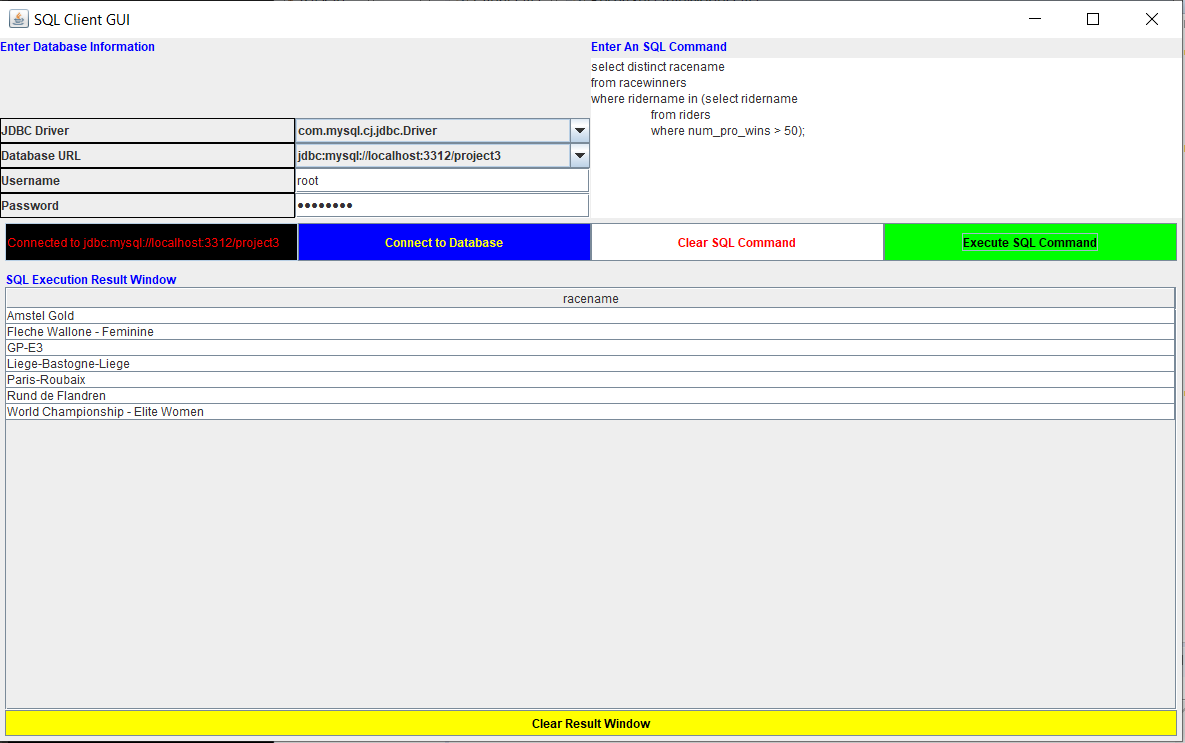 SQL Client GUI
Enter Database Information
Enter An SQL Command
select distinct racename
from racewinners
where ridername in (select ridername
from riders
where num_pro_wins > 50);
JDBC Driver
com.mysql.cj.jdbc.Driver
Database URL
jdbc:mysql://localhost:3312/project3
Username
root
Password
●●●●●●●●
Connected to jdbc:mysql://localhost:3312/project3
Connect to Database
Clear SQL Command
Execute SQL Command
SQL Execution Result Window
racename
Amstel Gold
Fleche Wallone - Feminine
GP-E3
Liege-Bastogne-Liege
Paris-Roubaix
Rund de Flandren
World Championship - Elite Women
Clear Result Window